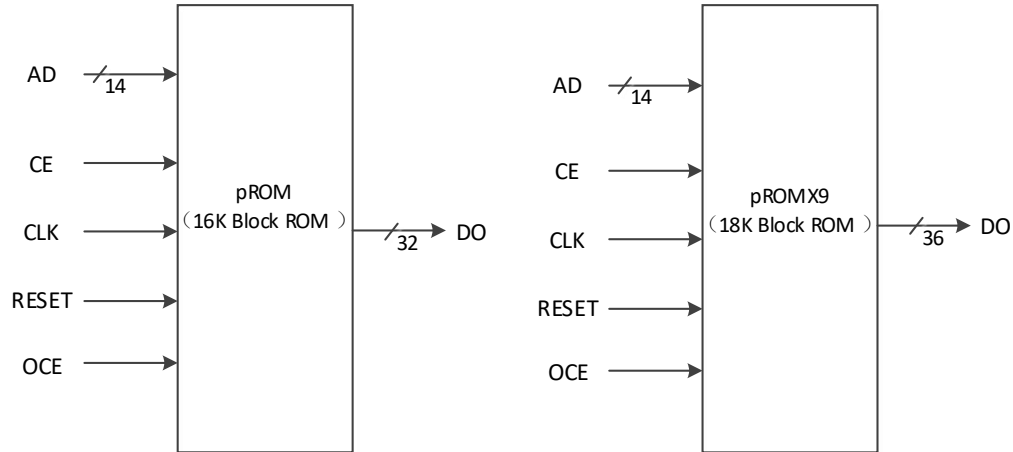 AD
14
CE
CLK
RESET
OCE
pROM
（16K Block ROM ）
32
DO
AD
14
CE
CLK
RESET
OCE
pROMX9
（18K Block ROM ）
36
DO